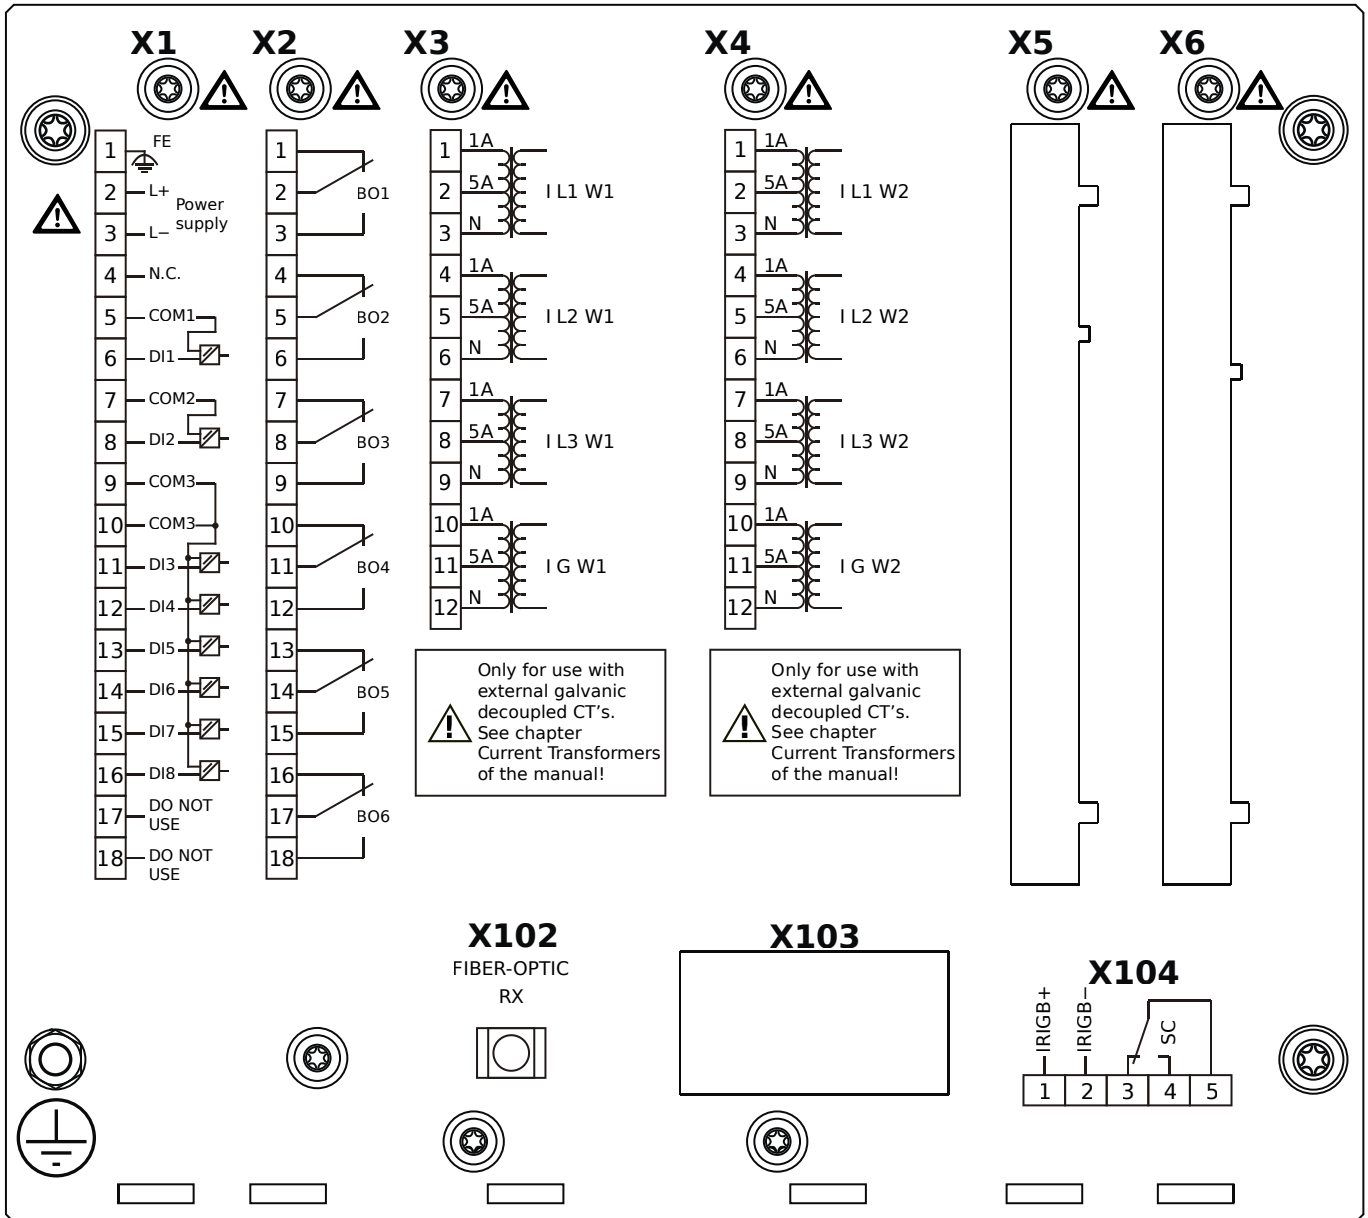 X1
X2
X3
X4
X5
X6
1
FE
2
L+
Power
supply
3
L−
4
N.C.
5
COM1
6
DI1
7
COM2
8
DI2
9
COM3
10
COM3
11
DI3
12
DI4
13
DI5
14
DI6
15
DI7
16
DI8
17
DO NOT
USE
18
DO NOT
USE
1
2
BO1
3
4
5
BO2
6
7
8
BO3
9
10
11
BO4
12
13
14
BO5
15
16
17
BO6
18
1
1A
2
5A
I L1 W1
3
N
4
1A
5
5A
I L2 W1
6
N
7
1A
8
5A
I L3 W1
9
N
10
1A
11
5A
I G W1
12
N
Only for use with
external galvanic
decoupled CT's.
See chapter
Current Transformers
of the manual!
1
1A
2
5A
I L1 W2
3
N
4
1A
5
5A
I L2 W2
6
N
7
1A
8
5A
I L3 W2
9
N
10
1A
11
5A
I G W2
12
N
Only for use with
external galvanic
decoupled CT's.
See chapter
Current Transformers
of the manual!
X102
FIBER-OPTIC
RX
X103
X104
IRIGB+
IRIGB−
SC
1 2 3 4 5